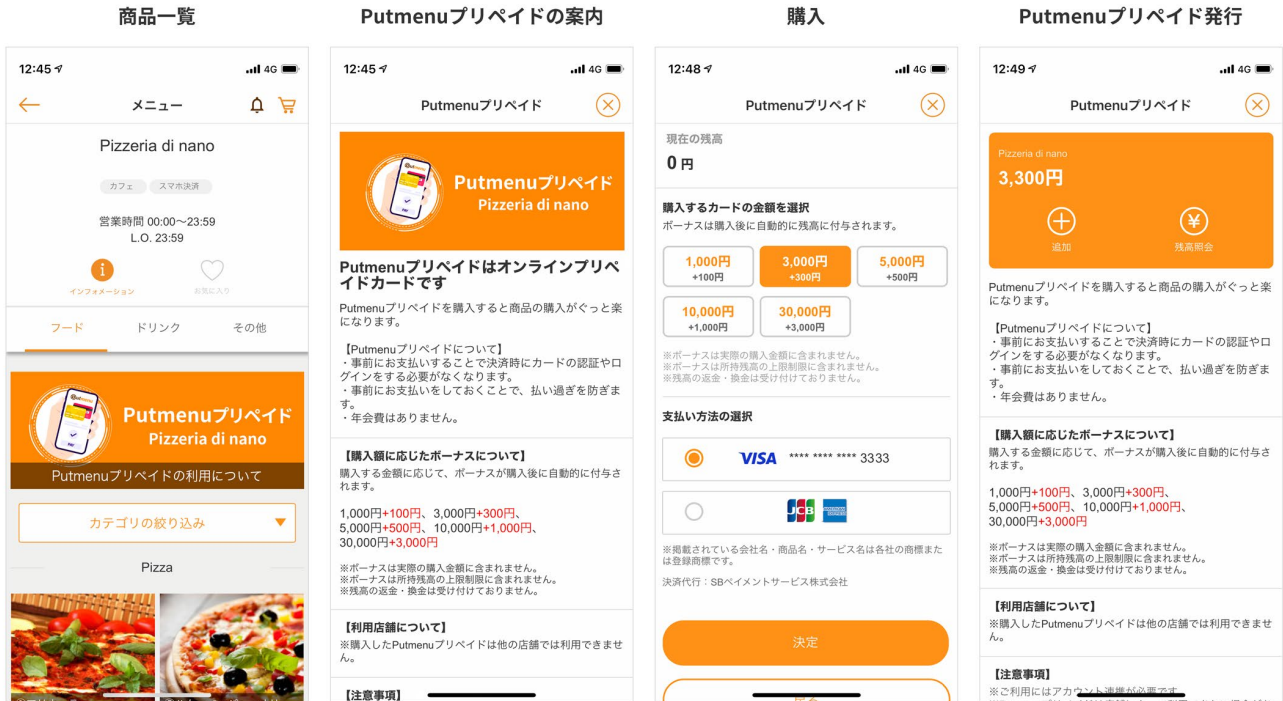 商品一覧
12:45
4G
メニュー
Pizzeria di nano
カフェ
スマホ決済
営業時間 00:00〜23:59
L.O. 23:59
インフォメーション
お気に入り
フード
ドリンク
その他
Putmenuプリペイド
Pizzeria di nano
Putmenuプリペイドの利用について
カテゴリの絞り込み
Pizza
Putmenuプリペイドの案内
12:45
4G
Putmenuプリペイド
Putmenuプリペイド
Pizzeria di nano
Putmenuプリペイドはオンラインプリペ
イドカードです
Putmenuプリペイドを購入すると商品の購入がぐっと楽
になります。
【Putmenuプリペイドについて】
・事前にお支払いすることで決済時にカードの認証やロ
グインをする必要がなくなります。
・事前にお支払いをしておくことで、払い過ぎを防ぎま
す。
・年会費はありません。
【購入額に応じたボーナスについて】
購入する金額に応じて、ボーナスが購入後に自動的に付与さ
れます。
1,000円+100円、3,000円+300円、
5,000円+500円、10,000円+1,000円、
30,000円+3,000円
※ボーナスは実際の購入金額に含まれません。
※ボーナスは所持残高の上限制限に含まれません。
※残高の返金・換金は受け付けておりません。
【利用店舗について】
※購入したPutmenuプリペイドは他の店舗では利用できませ
ん。
【注意事項】
購入
12:48
4G
Putmenuプリペイド
現在の残高
0 円
購入するカードの金額を選択
ボーナスは購入後に自動的に残高に付与されます。
1,000円
+100円
3,000円
+300円
5,000円
+500円
10,000円
+1,000円
30,000円
+3,000円
※ボーナスは実際の購入金額に含まれません。
※ボーナスは所持残高の上限制限に含まれません。
※残高の返金・換金は受け付けておりません。
支払い方法の選択
VISA **** **** **** 3333
JCB
※掲載されている会社名・商品名・サービス名は各社の商標また
は登録商標です。
決済代行：SBペイメントサービス株式会社
決定
Putmenuプリペイド発行
12:49
4G
Putmenuプリペイド
Pizzeria di nano
3,300円
追加
残高照会
Putmenuプリペイドを購入すると商品の購入がぐっと楽
になります。
【Putmenuプリペイドについて】
・事前にお支払いすることで決済時にカードの認証やロ
グインをする必要がなくなります。
・事前にお支払いをしておくことで、払い過ぎを防ぎま
す。
・年会費はありません。
【購入額に応じたボーナスについて】
購入する金額に応じて、ボーナスが購入後に自動的に付与さ
れます。
1,000円+100円、3,000円+300円、
5,000円+500円、10,000円+1,000円、
30,000円+3,000円
※ボーナスは実際の購入金額に含まれません。
※ボーナスは所持残高の上限制限に含まれません。
※残高の返金・換金は受け付けておりません。
【利用店舗について】
※購入したPutmenuプリペイドは他の店舗では利用できませ
ん。
【注意事項】
※ご利用にはアカウント連携が必要です